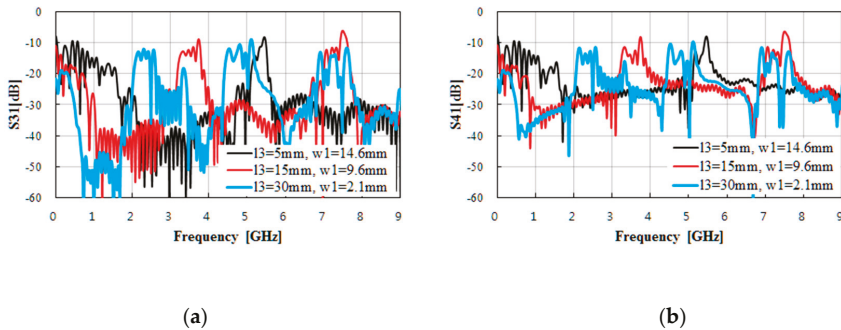 0
-10
-20
-30
-40
-50
-60
S31[dB]
l3=5mm, w1=14.6mm
l3=15mm, w1=9.6mm
l3=30mm, w1=2.1mm
0 1 2 3 4 5 6 7 8 9
Frequency [GHz]
(a)
0
-10
-20
-30
-40
-50
-60
S41[dB]
l3=5mm, w1=14.6mm
l3=15mm, w1=9.6mm
l3=30mm, w1=2.1mm
0 1 2 3 4 5 6 7 8 9
Frequency [GHz]
(b)